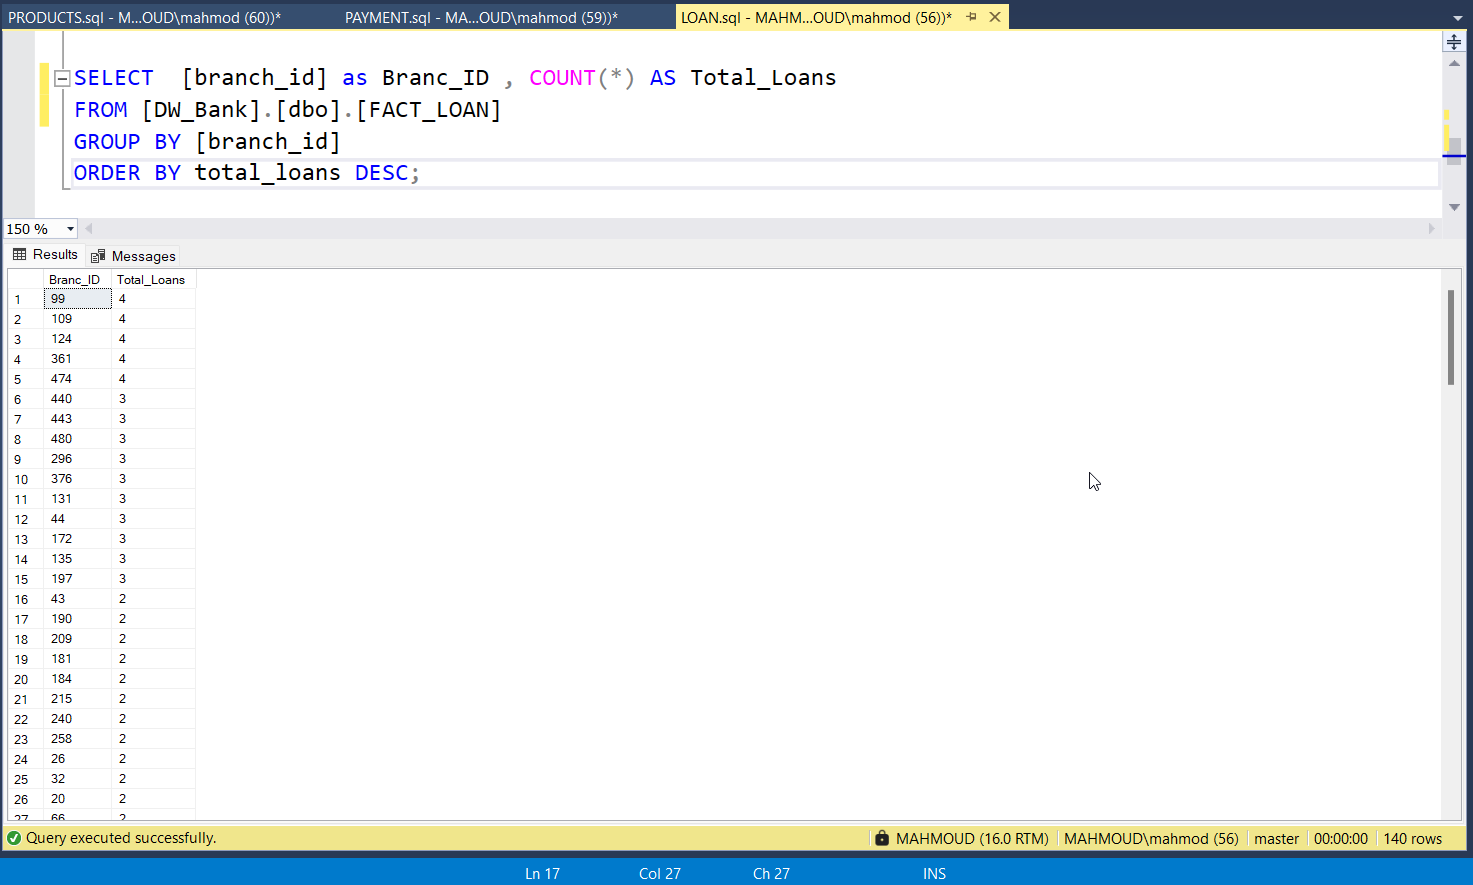 PRODUCTS.sql - M...OUD\mahmod (60))* PAYMENT.sql - MA...OUD\mahmod (59))* LOAN.sql - MAHM...OUD\mahmod (56))*
SELECT [branch_id] as Branc_ID , COUNT(*) AS Total_Loans
FROM [DW_Bank].[dbo].[FACT_LOAN]
GROUP BY [branch_id]
ORDER BY total_loans DESC;
150 %
Results Messages
Branc_ID Total_Loans
1 99 4
2 109 4
3 124 4
4 361 4
5 474 4
6 440 3
7 443 3
8 480 3
9 296 3
10 376 3
11 131 3
12 44 3
13 172 3
14 135 3
15 197 3
16 43 2
17 190 2
18 209 2
19 181 2
20 184 2
21 215 2
22 240 2
23 258 2
24 26 2
25 32 2
26 20 2
27 66 2
Query executed successfully. MAHMOUD (16.0 RTM) MAHMOUD\mahmod (56) master 00:00:00 140 rows
Ln 17 Col 27 Ch 27 INS